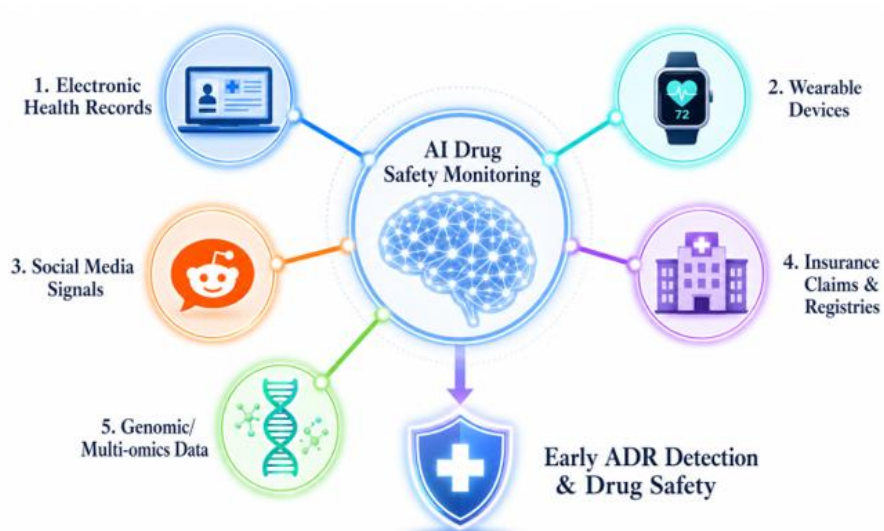 1. Electronic
Health Records
2. Wearable
Devices
72
AI Drug
Safety Monitoring
3. Social Media
Signals
4. Insurance
Claims &
Registries
5. Genomic/
Multi-omics Data
Early ADR Detection
& Drug Safety